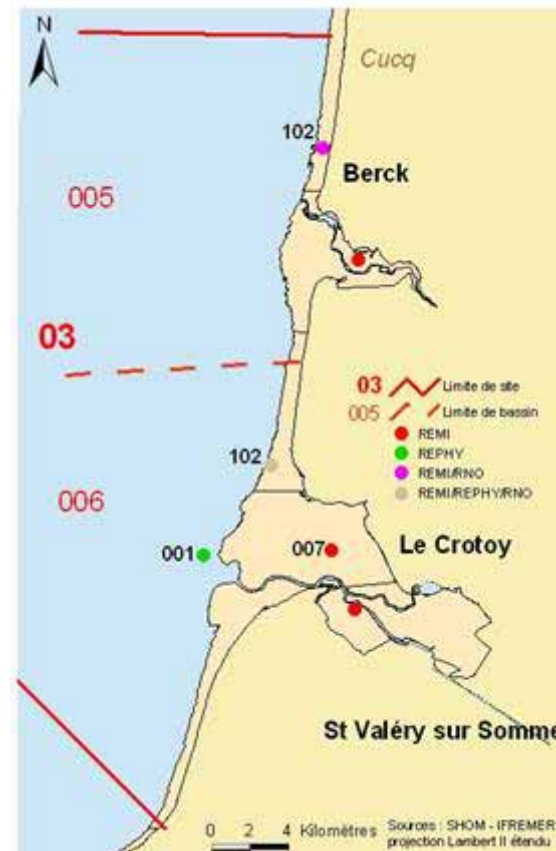 N
Cucq
102
Berck
005
03
03 Limite de site
005 Limite de bassin
REMI
REPHY
REMI/RNO
REMI/REPHY/RNO
102
006
001
007
Le Crotoy
St Valéry sur Somme
0 2 4 Kilomètres
Sources : SHOM - IFREMER
projection Lambert II étendu